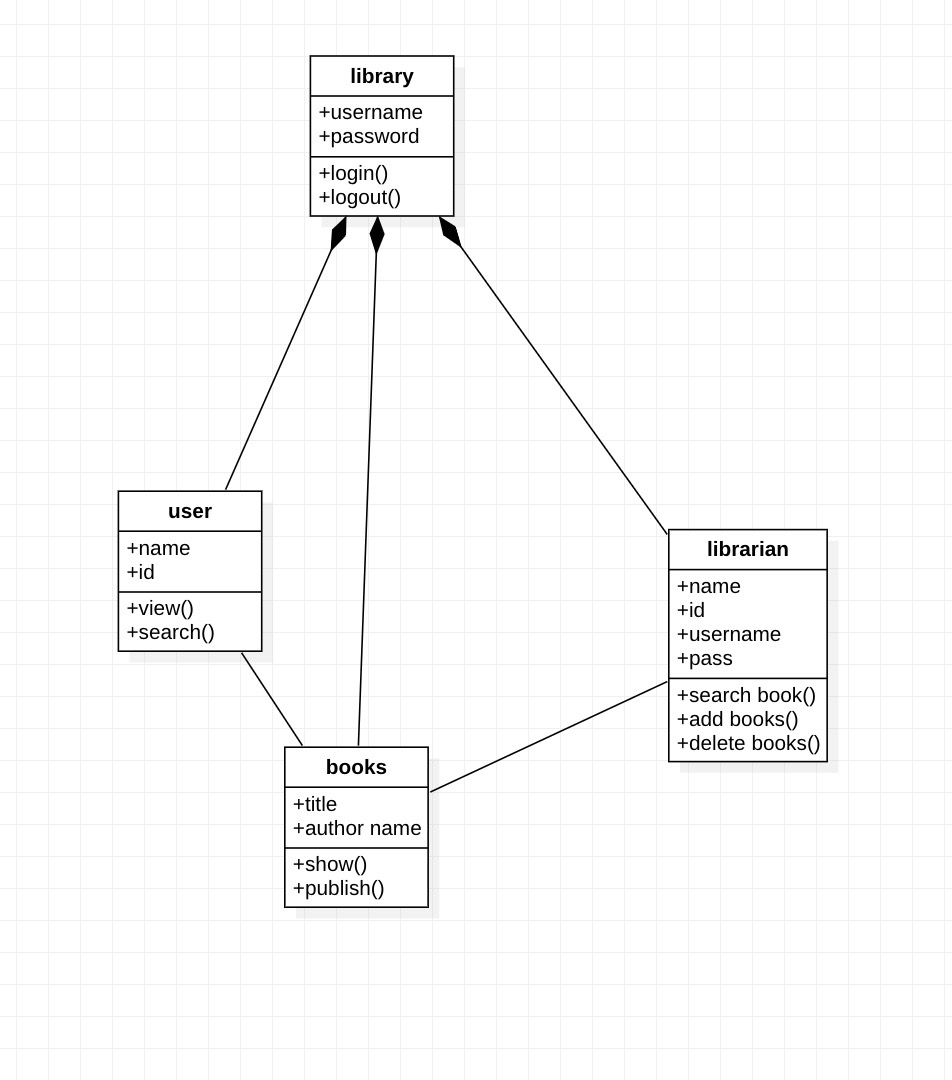 library
+username
+password
+login()
+logout()
user
+name
+id
+view()
+search()
librarian
+name
+id
+username
+pass
+search book()
+add books()
+delete books()
books
+title
+author name
+show()
+publish()